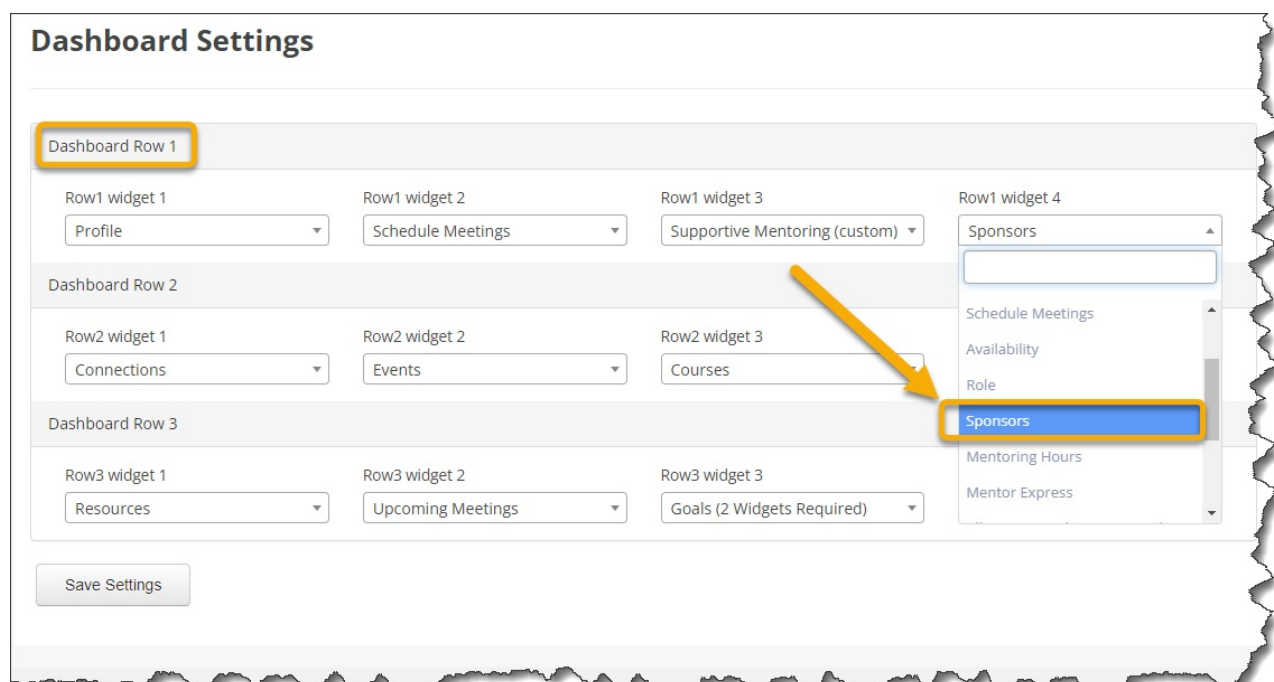 Dashboard Settings
Dashboard Row 1
Row1 widget 1
Row1 widget 2
Row1 widget 3
Row1 widget 4
Profile
Schedule Meetings
Supportive Mentoring (custom)
Sponsors
Dashboard Row 2
Schedule Meetings
Availability
Role
Sponsors
Mentoring Hours
Mentor Express
Row2 widget 1
Row2 widget 2
Row2 widget 3
Connections
Events
Courses
Dashboard Row 3
Row3 widget 1
Row3 widget 2
Row3 widget 3
Resources
Upcoming Meetings
Goals (2 Widgets Required)
Save Settings